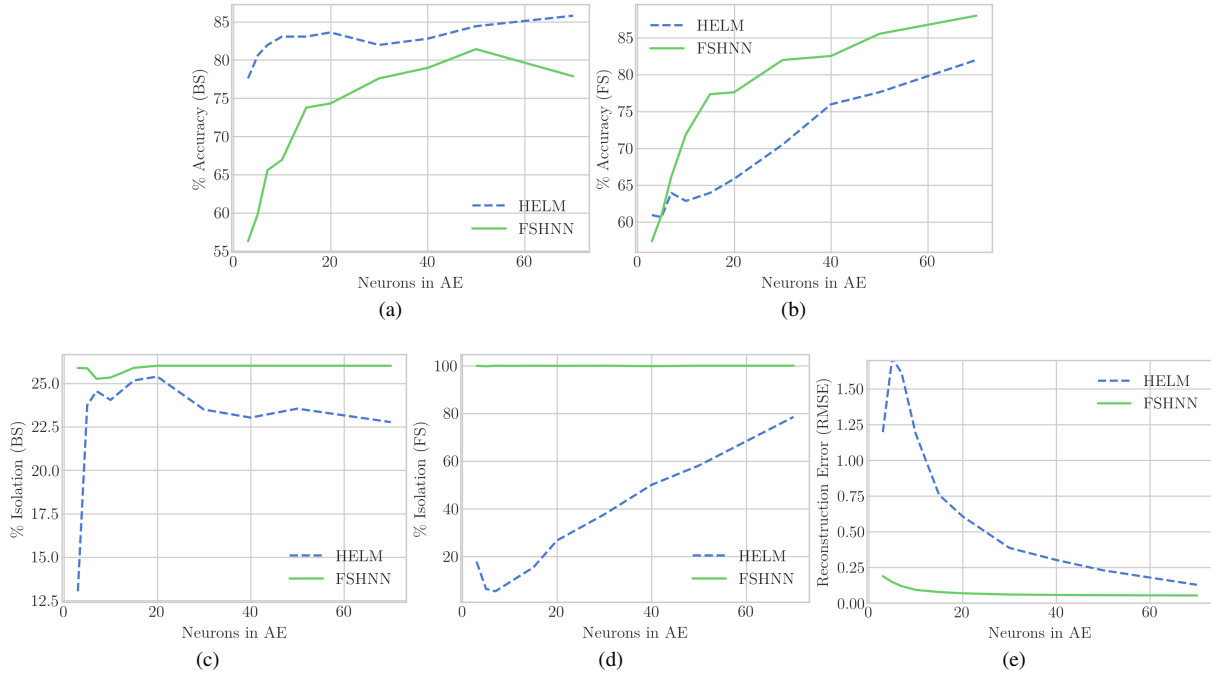 85
80
75
70
65
60
55
0
20
40
60
% Accuracy (BS)
Neurons in AE
HELM
FSHNN
(a)
85
80
75
70
65
60
0
20
40
60
% Accuracy (FS)
Neurons in AE
HELM
FSHNN
(b)
25.0
22.5
20.0
17.5
15.0
12.5
0
20
40
60
% Isolation (BS)
Neurons in AE
HELM
FSHNN
(c)
100
80
60
40
20
0
20
40
60
% Isolation (FS)
Neurons in AE
HELM
FSHNN
(d)
1.50
1.25
1.00
0.75
0.50
0.25
0.00
0
20
40
60
Reconstruction Error (RMSE)
Neurons in AE
HELM
FSHNN
(e)